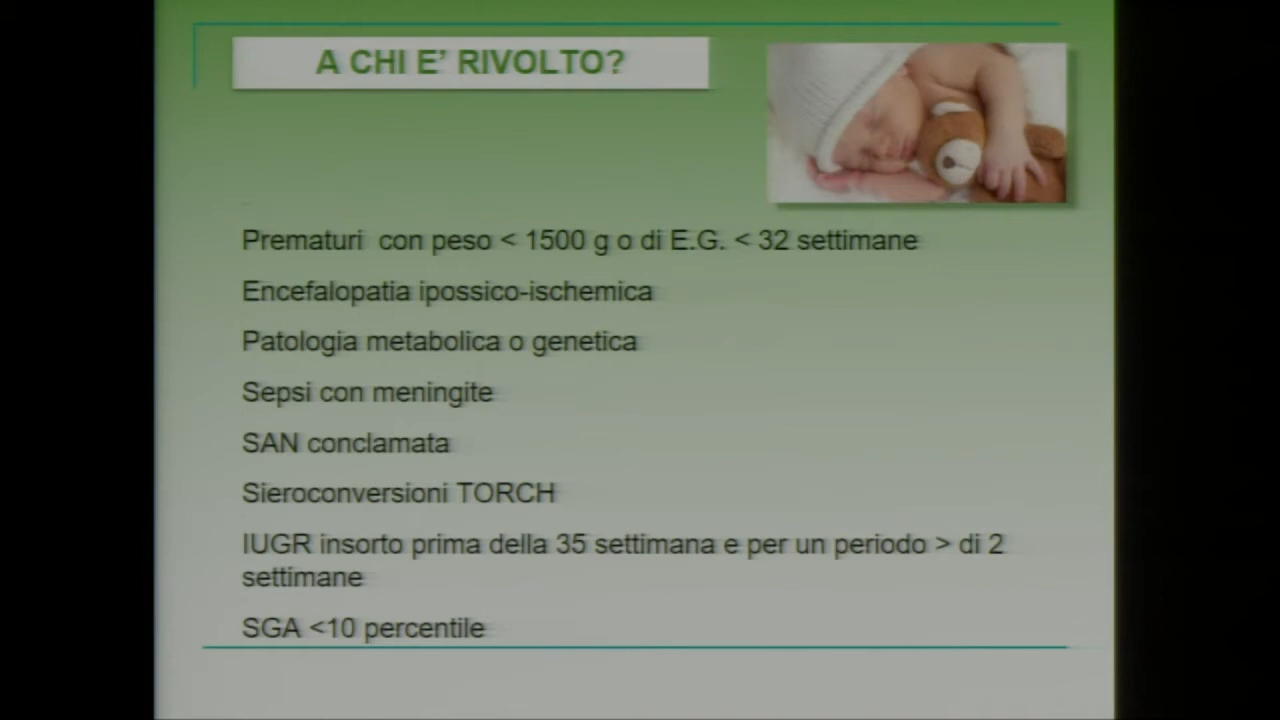 A CHI E' RIVOLTO?
Prematuri con peso < 1500 g o di E.G. < 32 settimane
Encefalopatia ipossico-ischemica
Patologia metabolica o genetica
Sepsi con meningite
SAN conclamata
Sieroconversioni TORCH
IUGR insorto prima della 35 settimana e per un periodo > di 2
settimane
SGA <10 percentile